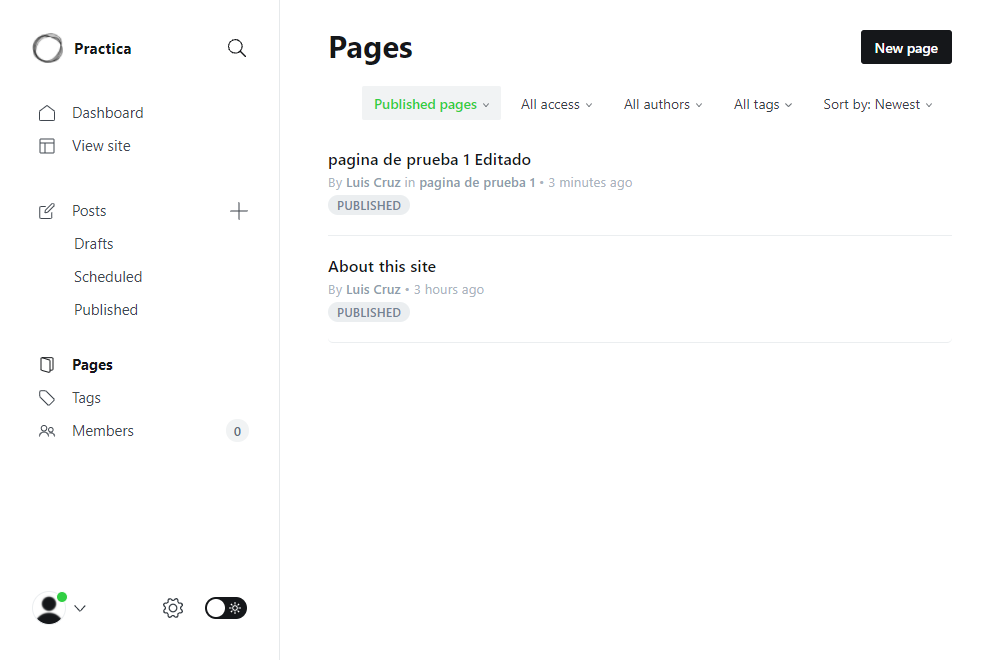 Practica
Dashboard
View site
Posts
Drafts
Scheduled
Published
Pages
Tags
Members 0
Pages
New page
Published pages All access All authors All tags Sort by: Newest
pagina de prueba 1 Editado
By Luis Cruz in pagina de prueba 1 • 3 minutes ago
PUBLISHED
About this site
By Luis Cruz • 3 hours ago
PUBLISHED